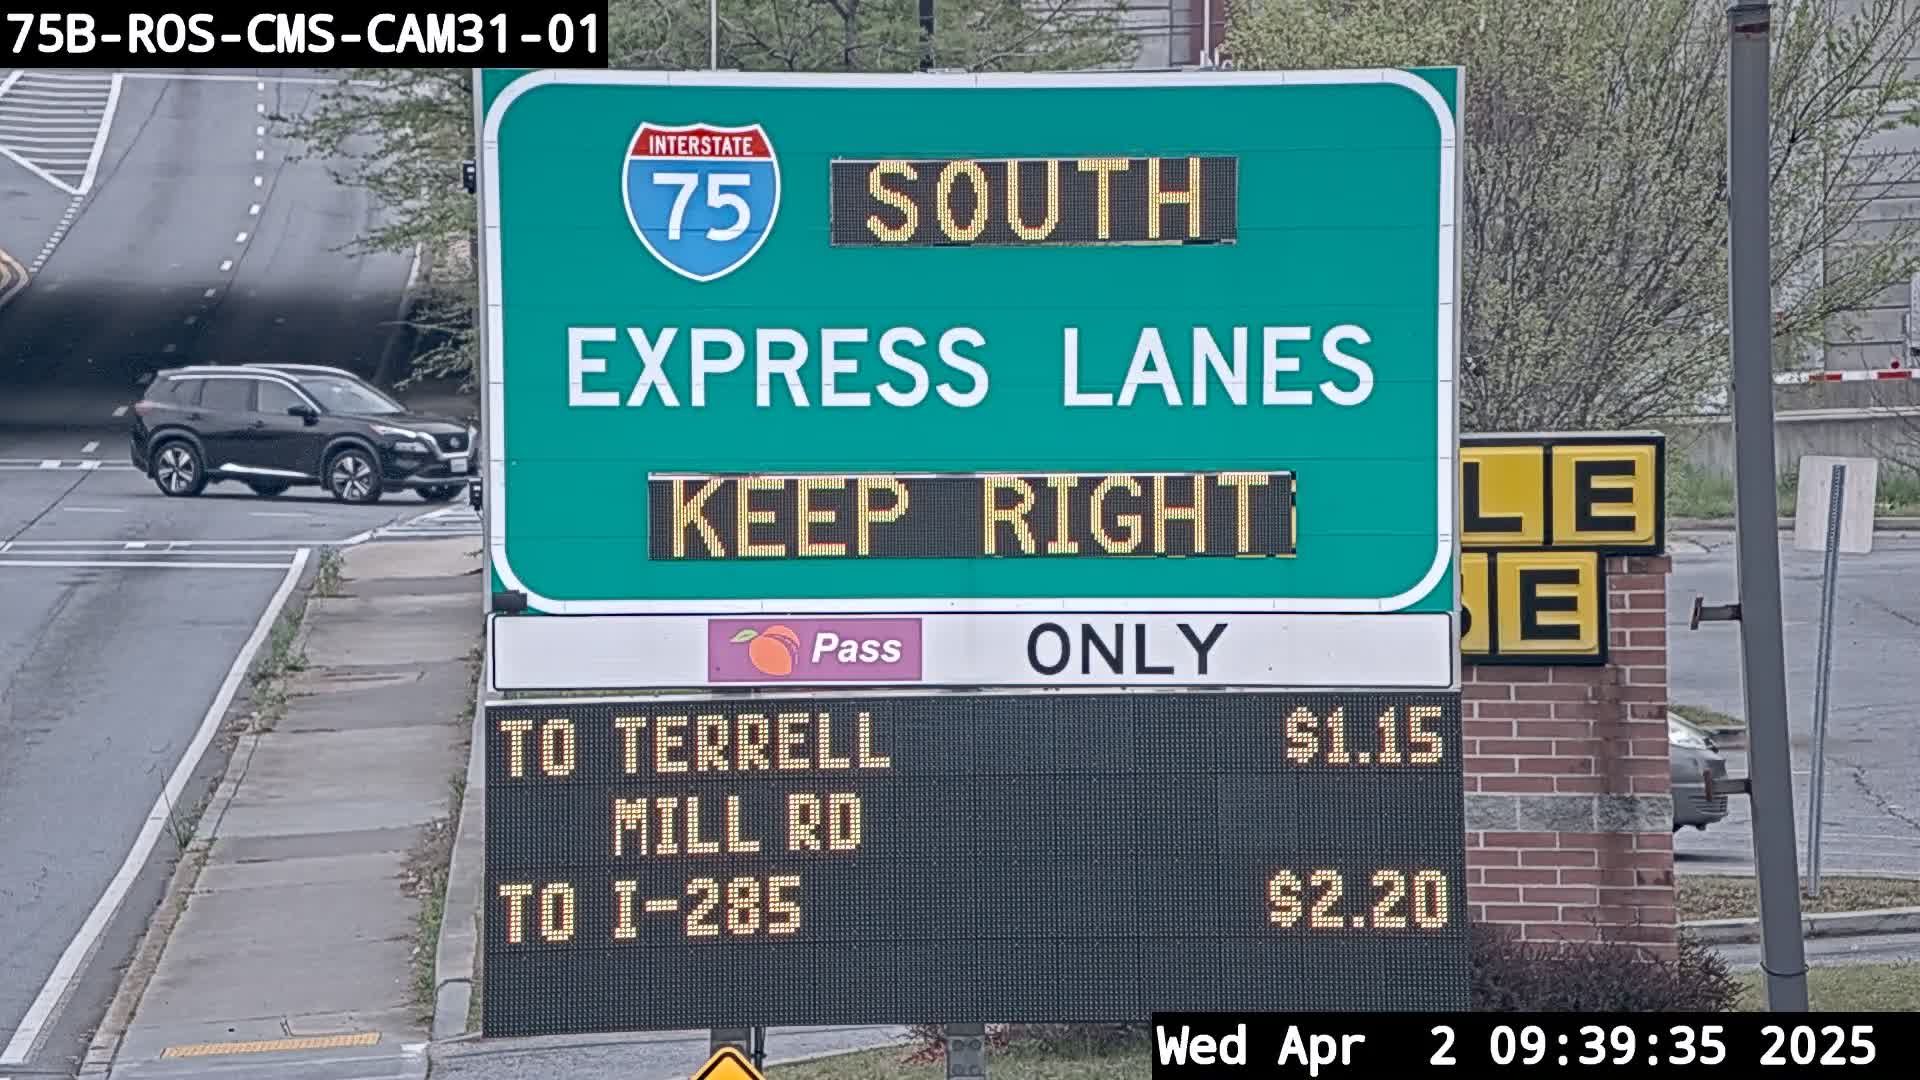 75B-ROS-CMS-CAM31-01
INTERSTATE
75
SOUTH
EXPRESS LANES
KEEP RIGHT
Pass ONLY
TO TERRELL $1.15
MILL RD
TO I-285 $2.20
LE
E
Wed Apr 2 09:39:35 2025